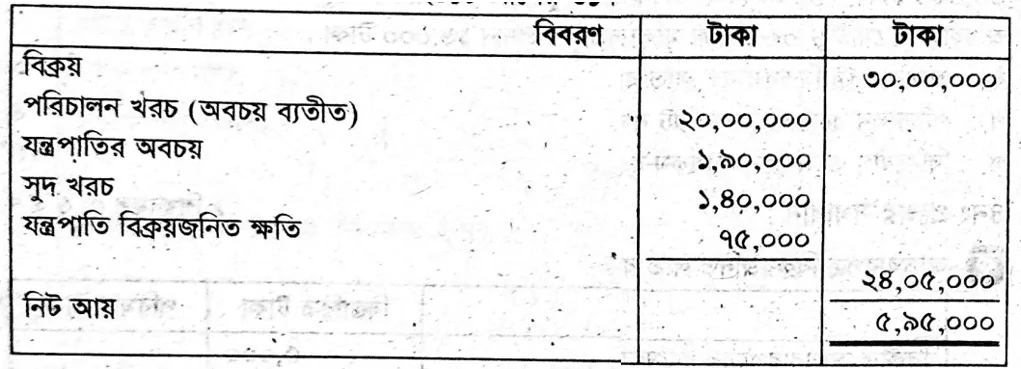 বিবরণ টাকা টাকা
বিক্রয় ৩০,০০,০০০
পরিচালন খরচ (অবচয় ব্যতীত) ২০,০০,০০০
যন্ত্রপাতির অবচয় ১,৯০,০০০
সুদ খরচ ১,৪০,০০০
যন্ত্রপাতি বিক্রয়জনিত ক্ষতি ৭৫,০০০
২৪,০৫,০০০
নিট আয় ৫,৯৫,০০০